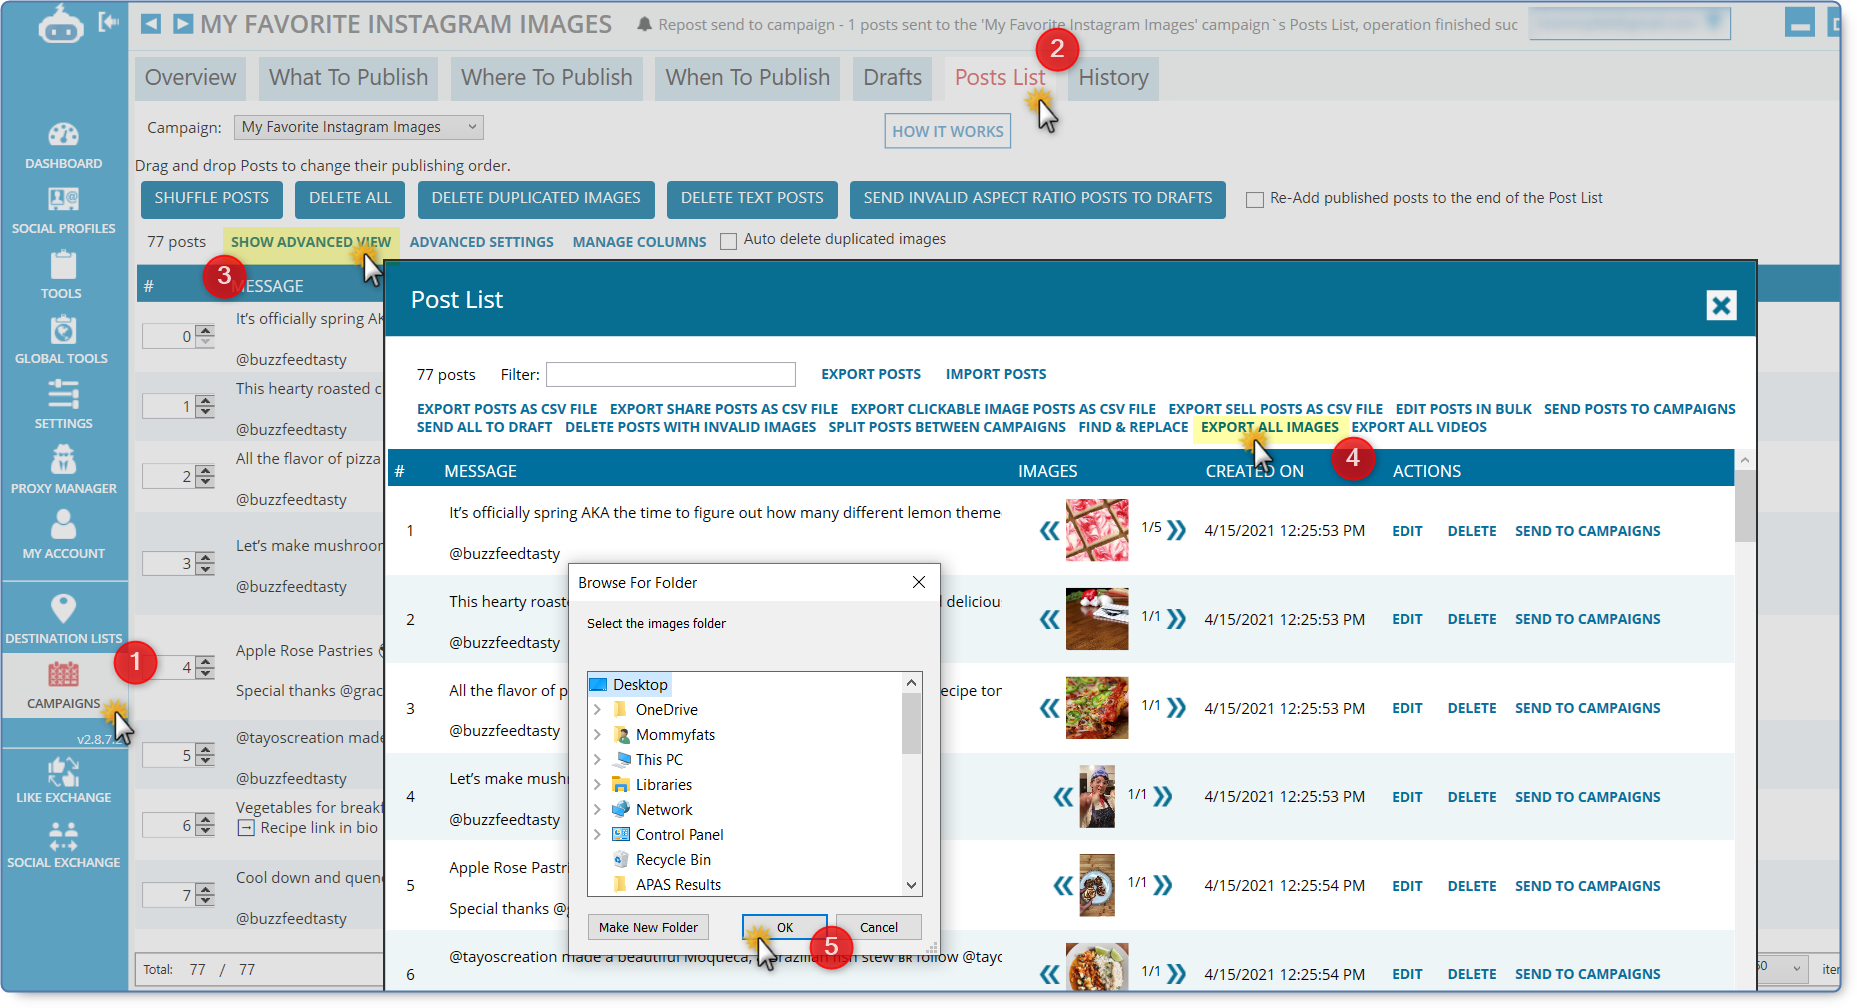 MY FAVORITE INSTAGRAM IMAGES
Repost send to campaign - 1 posts sent to the 'My Favorite Instagram Images' campaign`s Posts List, operation finished suc
2
Overview
What To Publish
Where To Publish
When To Publish
Drafts
Posts List
History
Campaign: My Favorite Instagram Images
HOW IT WORKS
Drag and drop Posts to change their publishing order.
SHUFFLE POSTS
DELETE ALL
DELETE DUPLICATED IMAGES
DELETE TEXT POSTS
SEND INVALID ASPECT RATIO POSTS TO DRAFTS
Re-Add published posts to the end of the Post List
77 posts
SHOW ADVANCED VIEW
ADVANCED SETTINGS
MANAGE COLUMNS
Auto delete duplicated images
3
DASHBOARD
SOCIAL PROFILES
TOOLS
GLOBAL TOOLS
SETTINGS
PROXY MANAGER
MY ACCOUNT
DESTINATION LISTS
1
CAMPAIGNS
v2.8.7.2
LIKE EXCHANGE
SOCIAL EXCHANGE
# MESSAGE
0 It's officially spring AK
@buzzfeedtasty
1 This hearty roasted c
@buzzfeedtasty
2 All the flavor of pizza
@buzzfeedtasty
3 Let's make mushroor
@buzzfeedtasty
4 Apple Rose Pastries
Special thanks @grac
5 @tayoscreation made
@buzzfeedtasty
6 Vegetables for breakf
Recipe link in bio
7 Cool down and quen
@buzzfeedtasty
Total: 77 / 77
Post List
77 posts
Filter:
EXPORT POSTS
IMPORT POSTS
EXPORT POSTS AS CSV FILE EXPORT SHARE POSTS AS CSV FILE EXPORT CLICKABLE IMAGE POSTS AS CSV FILE EXPORT SELL POSTS AS CSV FILE EDIT POSTS IN BULK SEND POSTS TO CAMPAIGNS
SEND ALL TO DRAFT DELETE POSTS WITH INVALID IMAGES SPLIT POSTS BETWEEN CAMPAIGNS FIND & REPLACE EXPORT ALL IMAGES EXPORT ALL VIDEOS
4
# MESSAGE IMAGES CREATED ON ACTIONS
1 It's officially spring AKA the time to figure out how many different lemon theme
@buzzfeedtasty
1/5 4/15/2021 12:25:53 PM EDIT DELETE SEND TO CAMPAIGNS
2 This hearty roast delicious
@buzzfeedtasty
1/1 4/15/2021 12:25:53 PM EDIT DELETE SEND TO CAMPAIGNS
3 All the flavor of p ecipe tor
@buzzfeedtasty
1/1 4/15/2021 12:25:53 PM EDIT DELETE SEND TO CAMPAIGNS
4 Let's make mushr
@buzzfeedtasty
1/1 4/15/2021 12:25:53 PM EDIT DELETE SEND TO CAMPAIGNS
5 Apple Rose Pastri
Special thanks @g
1/1 4/15/2021 12:25:54 PM EDIT DELETE SEND TO CAMPAIGNS
6 @tayoscreation made a beautiful Moqueca, a Brazilian fish stew BR follow @tayc
1/1 4/15/2021 12:25:54 PM EDIT DELETE SEND TO CAMPAIGNS
50 iter
Browse For Folder
Select the images folder
Desktop
OneDrive
Mommyfats
This PC
Libraries
Network
Control Panel
Recycle Bin
APAS Results
Make New Folder
OK
Cancel
5